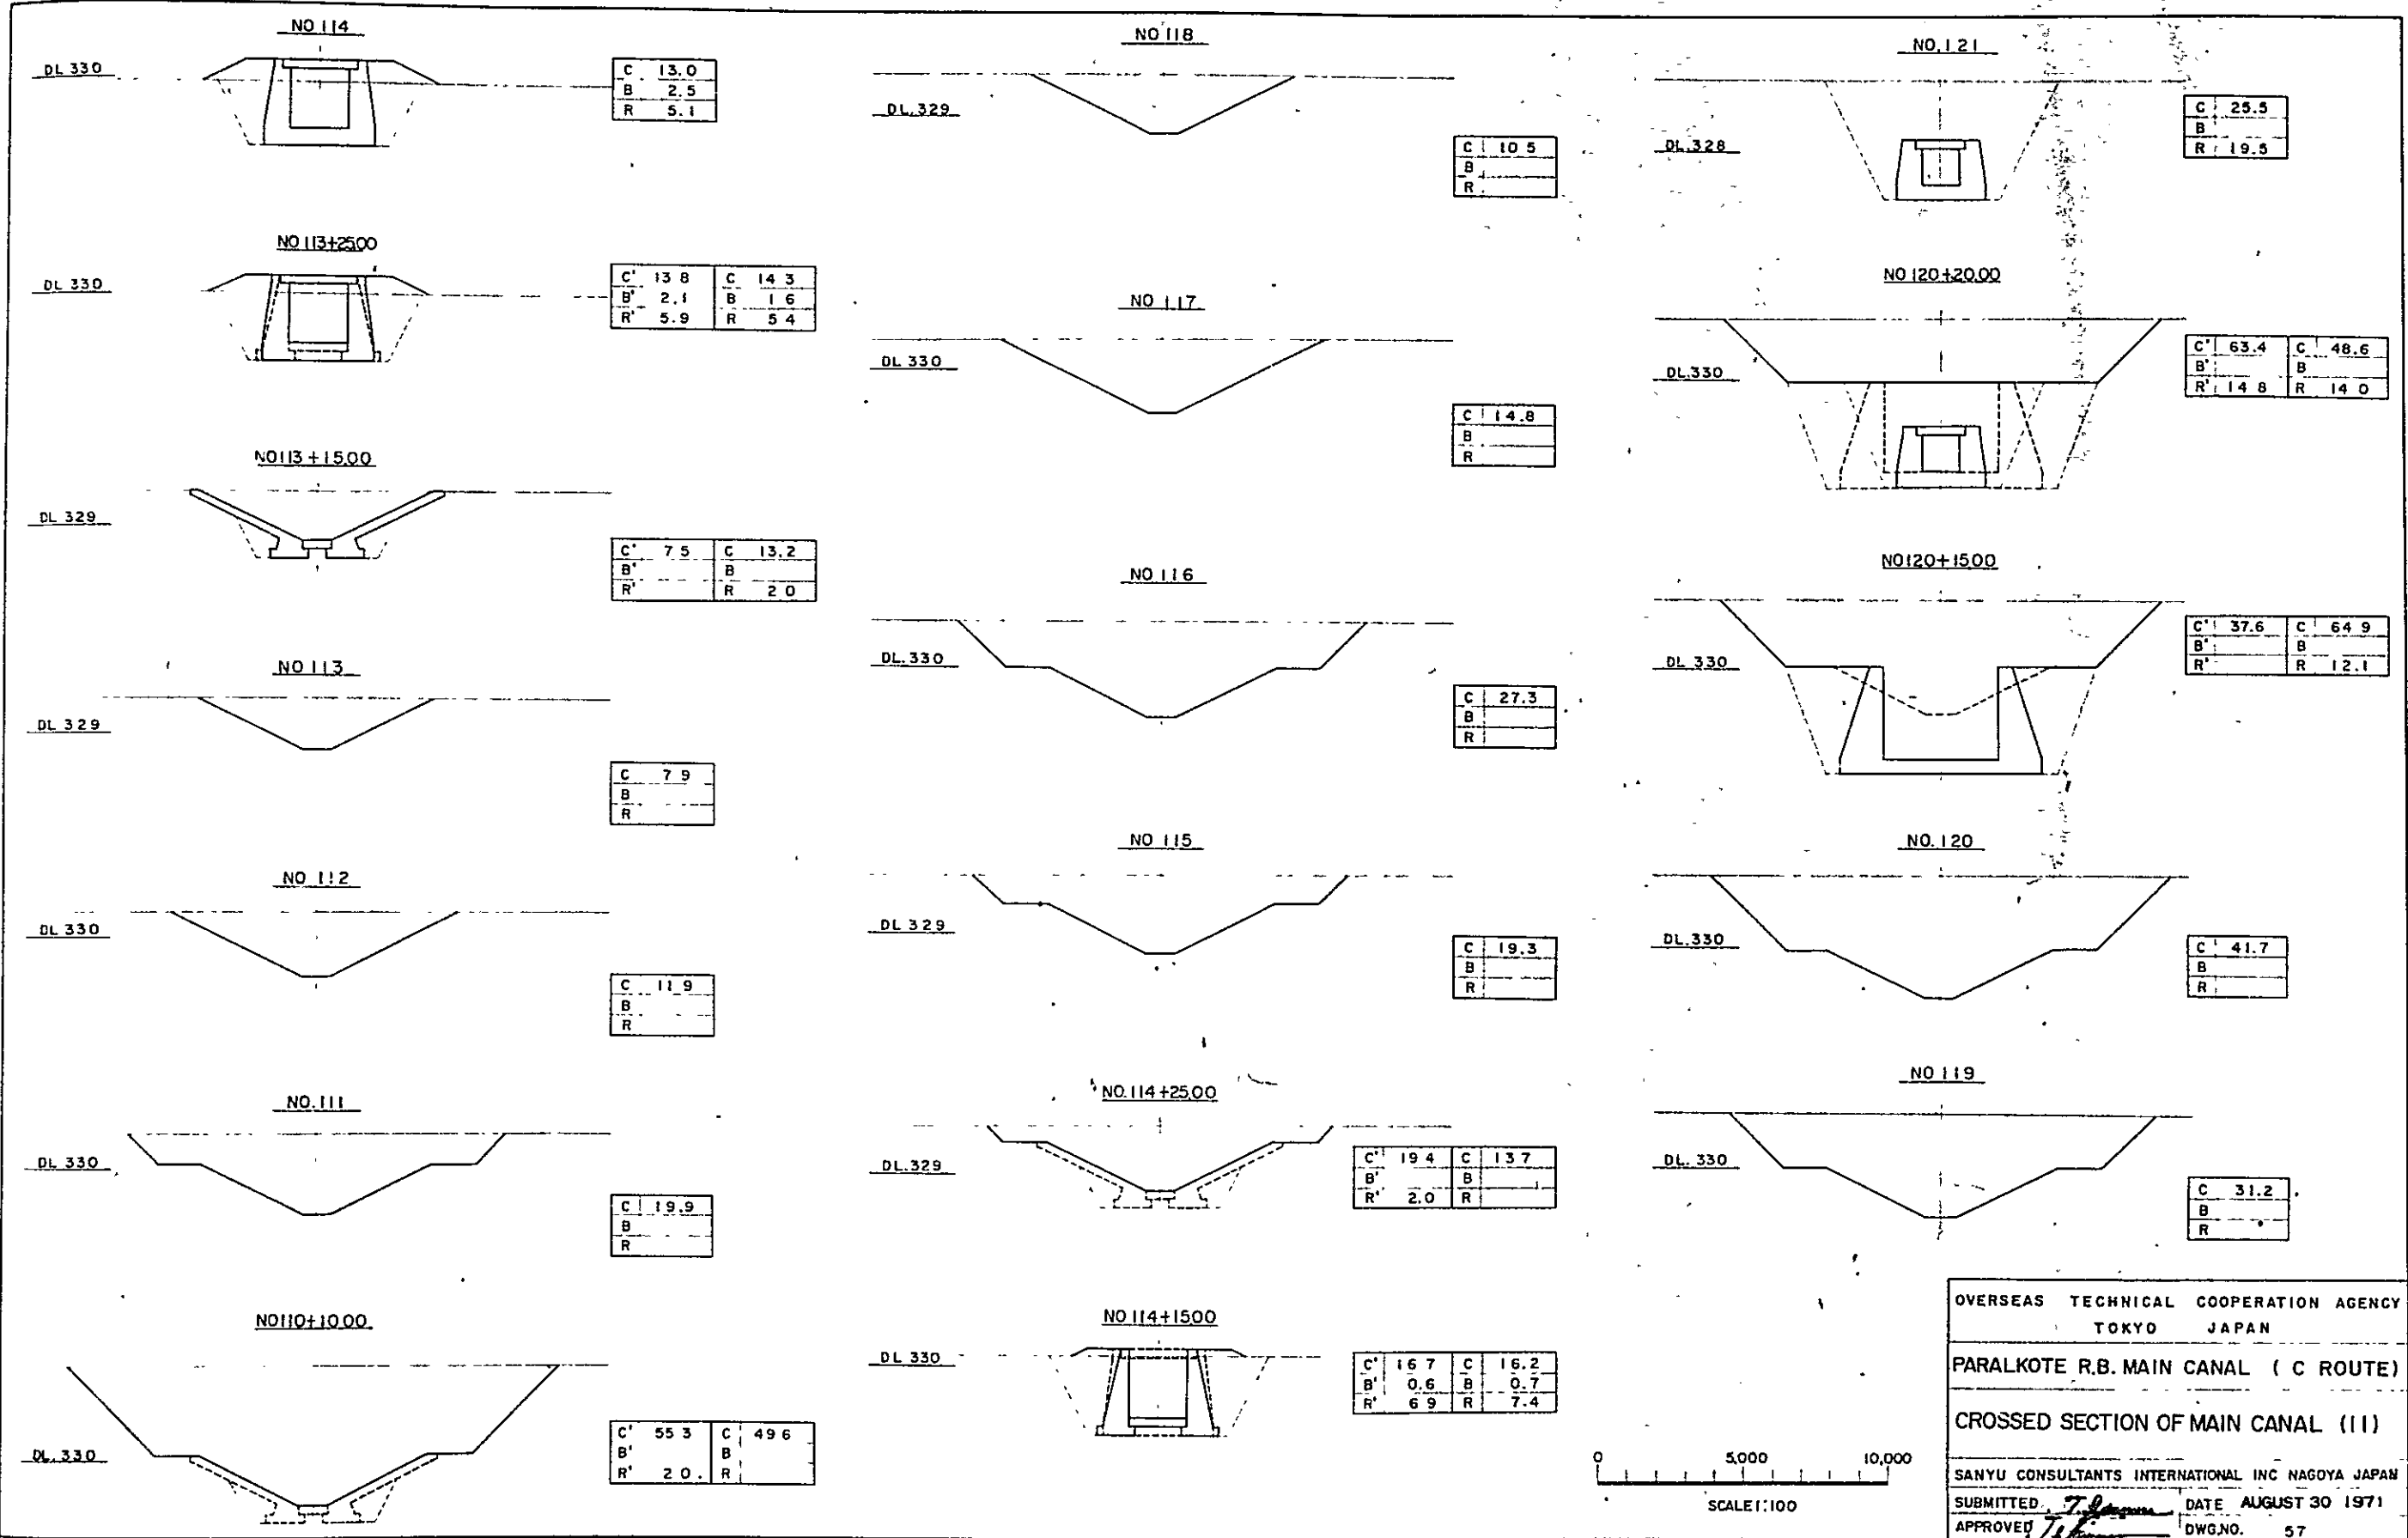 NO 114
DL 330
C 13.0
B 2.5
R 5.1
NO 113+25.00
DL 330
C' 13 8 C 14 3
B' 2.1 B 1 6
R' 5.9 R 5 4
NO113+15.00
DL 329
C' 7 5 C 13.2
B' B
R' R 2 0
NO 113
DL 329
C 7 9
B
R
NO 112
DL 330
C 11 9
B
R
NO.111
DL 330
C 19.9
B
R
NO110+10 00
DL.330
C' 55 3 C 49 6
B' B
R' 2 0. R
NO 118
DL.329
C 10 5
B
R
NO 117
DL 330
C 14.8
B
R
NO 116
DL.330
C 27.3
B
R
NO 115
DL 329
C 19.3
B
R
NO.114+25.00
DL.329
C' 19 4 C 13 7
B' B
R' 2.0 R
NO 114+15 00
DL 330
C' 16 7 C 16.2
B' 0.6 B 0.7
R' 6 9 R 7.4
NO.121
DL.328
C 25.5
B
R 19.5
NO 120+20.00
DL.330
C' 63.4 C 48.6
B' B
R' 14 8 R 14 0
NO120+15.00
DL 330
C' 37.6 C 64 9
B' B
R' R 12.1
NO.120
DL.330
C 41.7
B
R
NO 119
DL. 330
C 31.2
B
R
0 5,000 10,000
SCALE 1:100
OVERSEAS TECHNICAL COOPERATION AGENCY
TOKYO JAPAN
PARALKOTE R.B. MAIN CANAL ( C ROUTE)
CROSSED SECTION OF MAIN CANAL (11)
SANYU CONSULTANTS INTERNATIONAL INC NAGOYA JAPAN
SUBMITTED DATE AUGUST 30 1971
APPROVED DWG.NO. 57